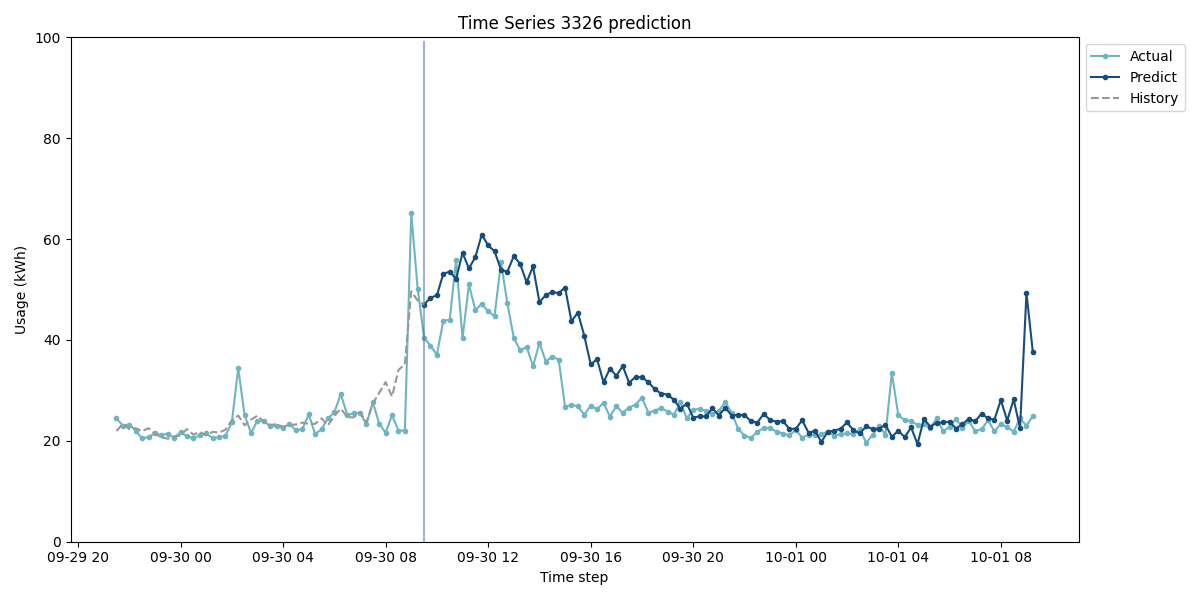 Time Series 3326 prediction
100
80
60
40
20
0
Usage (kWh)
09-29 20
09-30 00
09-30 04
09-30 08
09-30 12
09-30 16
09-30 20
10-01 00
10-01 04
10-01 08
Time step
Actual
Predict
History